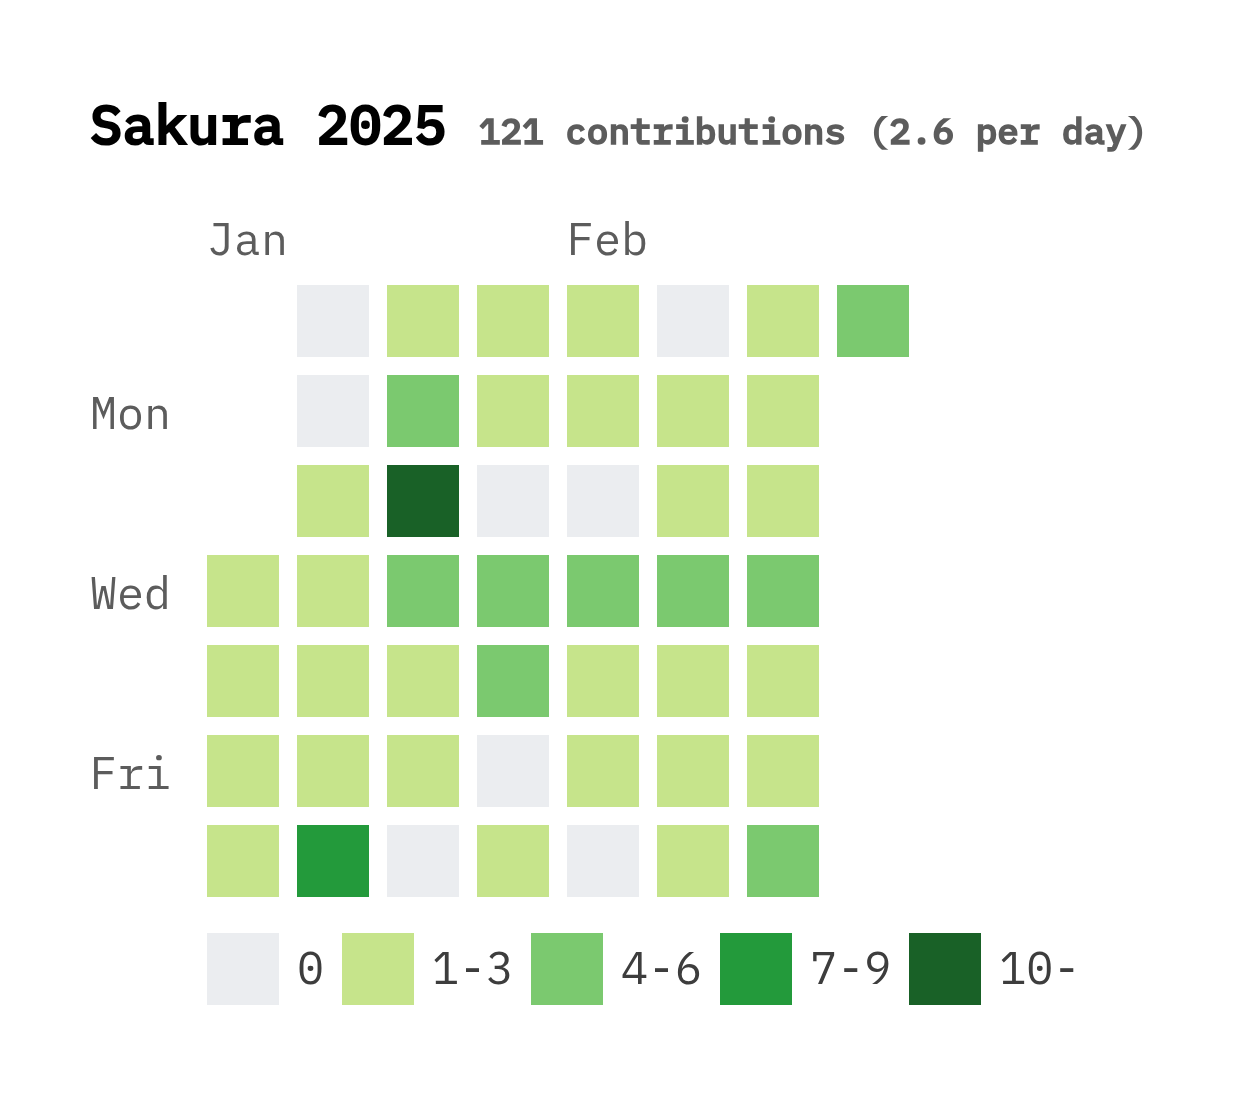 Sakura 2025 121 contributions (2.6 per day)
Jan Feb
Mon
Wed
Fri
0 1-3 4-6 7-9 10-